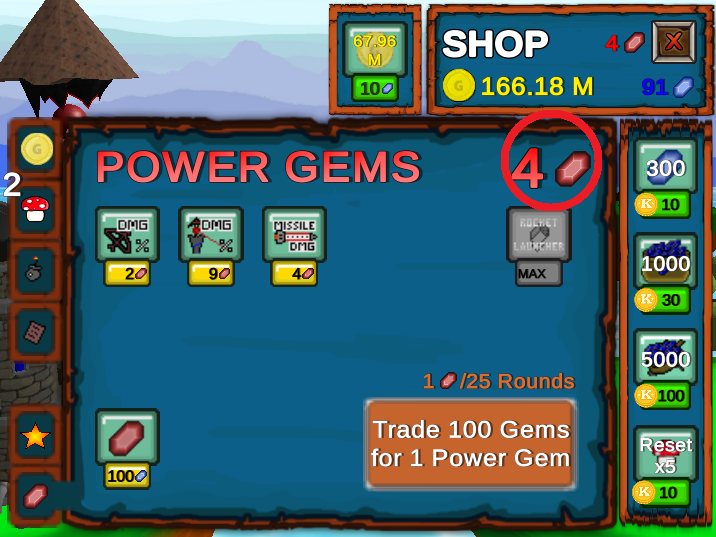 67.96
M
10
SHOP
4
G 166.18 M
91
G
2
POWER GEMS
4
DMG
%
2
DMG
%
9
MISSILE
DMG
4
ROCKET
LAUNCHER
MAX
1 /25 Rounds
Trade 100 Gems
for 1 Power Gem
100
300
K 10
1000
K 30
5000
K 100
Reset
x5
K 10